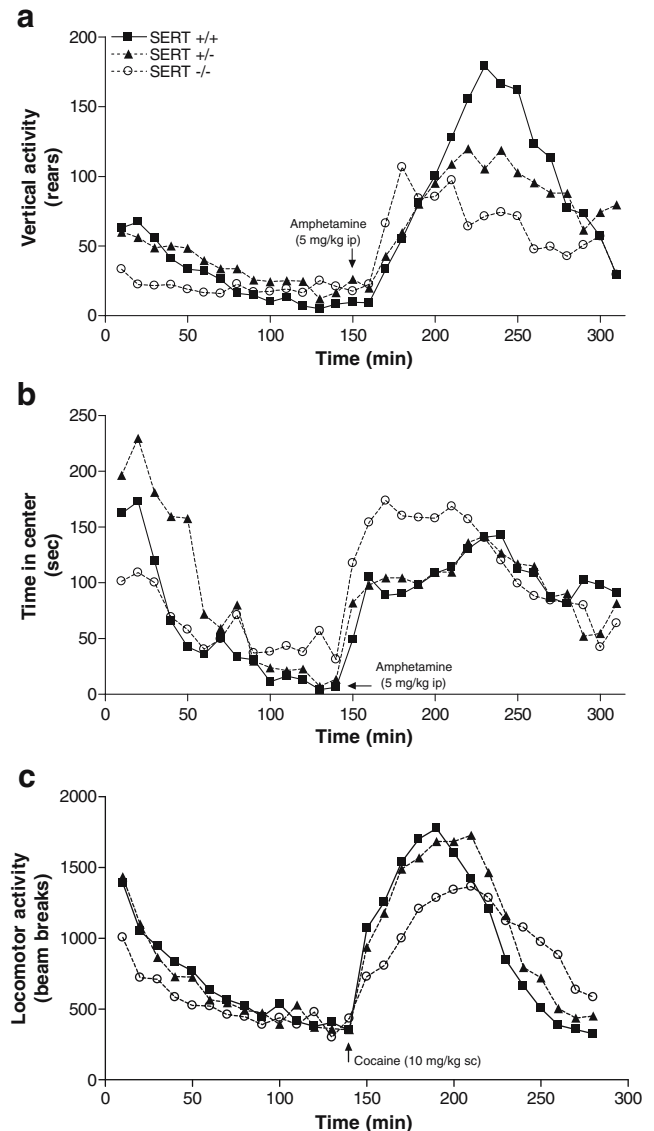 a
SERT +/+
SERT +/-
SERT -/-
200
150
100
50
0
Vertical activity
(rears)
Amphetamine
(5 mg/kg ip)
0 50 100 150 200 250 300
Time (min)
b
250
200
150
100
50
0
Time in center
(sec)
Amphetamine
(5 mg/kg ip)
0 50 100 150 200 250 300
Time (min)
c
2000
1500
1000
500
0
Locomotor activity
(beam breaks)
Cocaine (10 mg/kg sc)
0 50 100 150 200 250 300
Time (min)